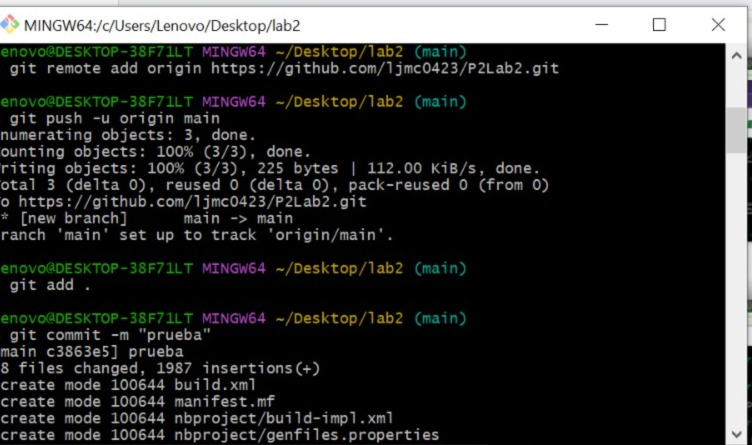 MINGW64:/c/Users/Lenovo/Desktop/lab2
enovo@DESKTOP-38F71LT MINGW64 ~/Desktop/lab2 (main)
git remote add origin https://github.com/ljmc0423/P2Lab2.git
enovo@DESKTOP-38F71LT MINGW64 ~/Desktop/lab2 (main)
git push -u origin main
numerating objects: 3, done.
ounting objects: 100% (3/3), done.
riting objects: 100% (3/3), 225 bytes | 112.00 KiB/s, done.
otal 3 (delta 0), reused 0 (delta 0), pack-reused 0 (from 0)
o https://github.com/ljmc0423/P2Lab2.git
* [new branch]      main -> main
ranch 'main' set up to track 'origin/main'.
enovo@DESKTOP-38F71LT MINGW64 ~/Desktop/lab2 (main)
git add .
enovo@DESKTOP-38F71LT MINGW64 ~/Desktop/lab2 (main)
git commit -m "prueba"
main c3863e5] prueba
8 files changed, 1987 insertions(+)
create mode 100644 build.xml
create mode 100644 manifest.mf
create mode 100644 nbproject/build-impl.xml
create mode 100644 nbproject/genfiles.properties